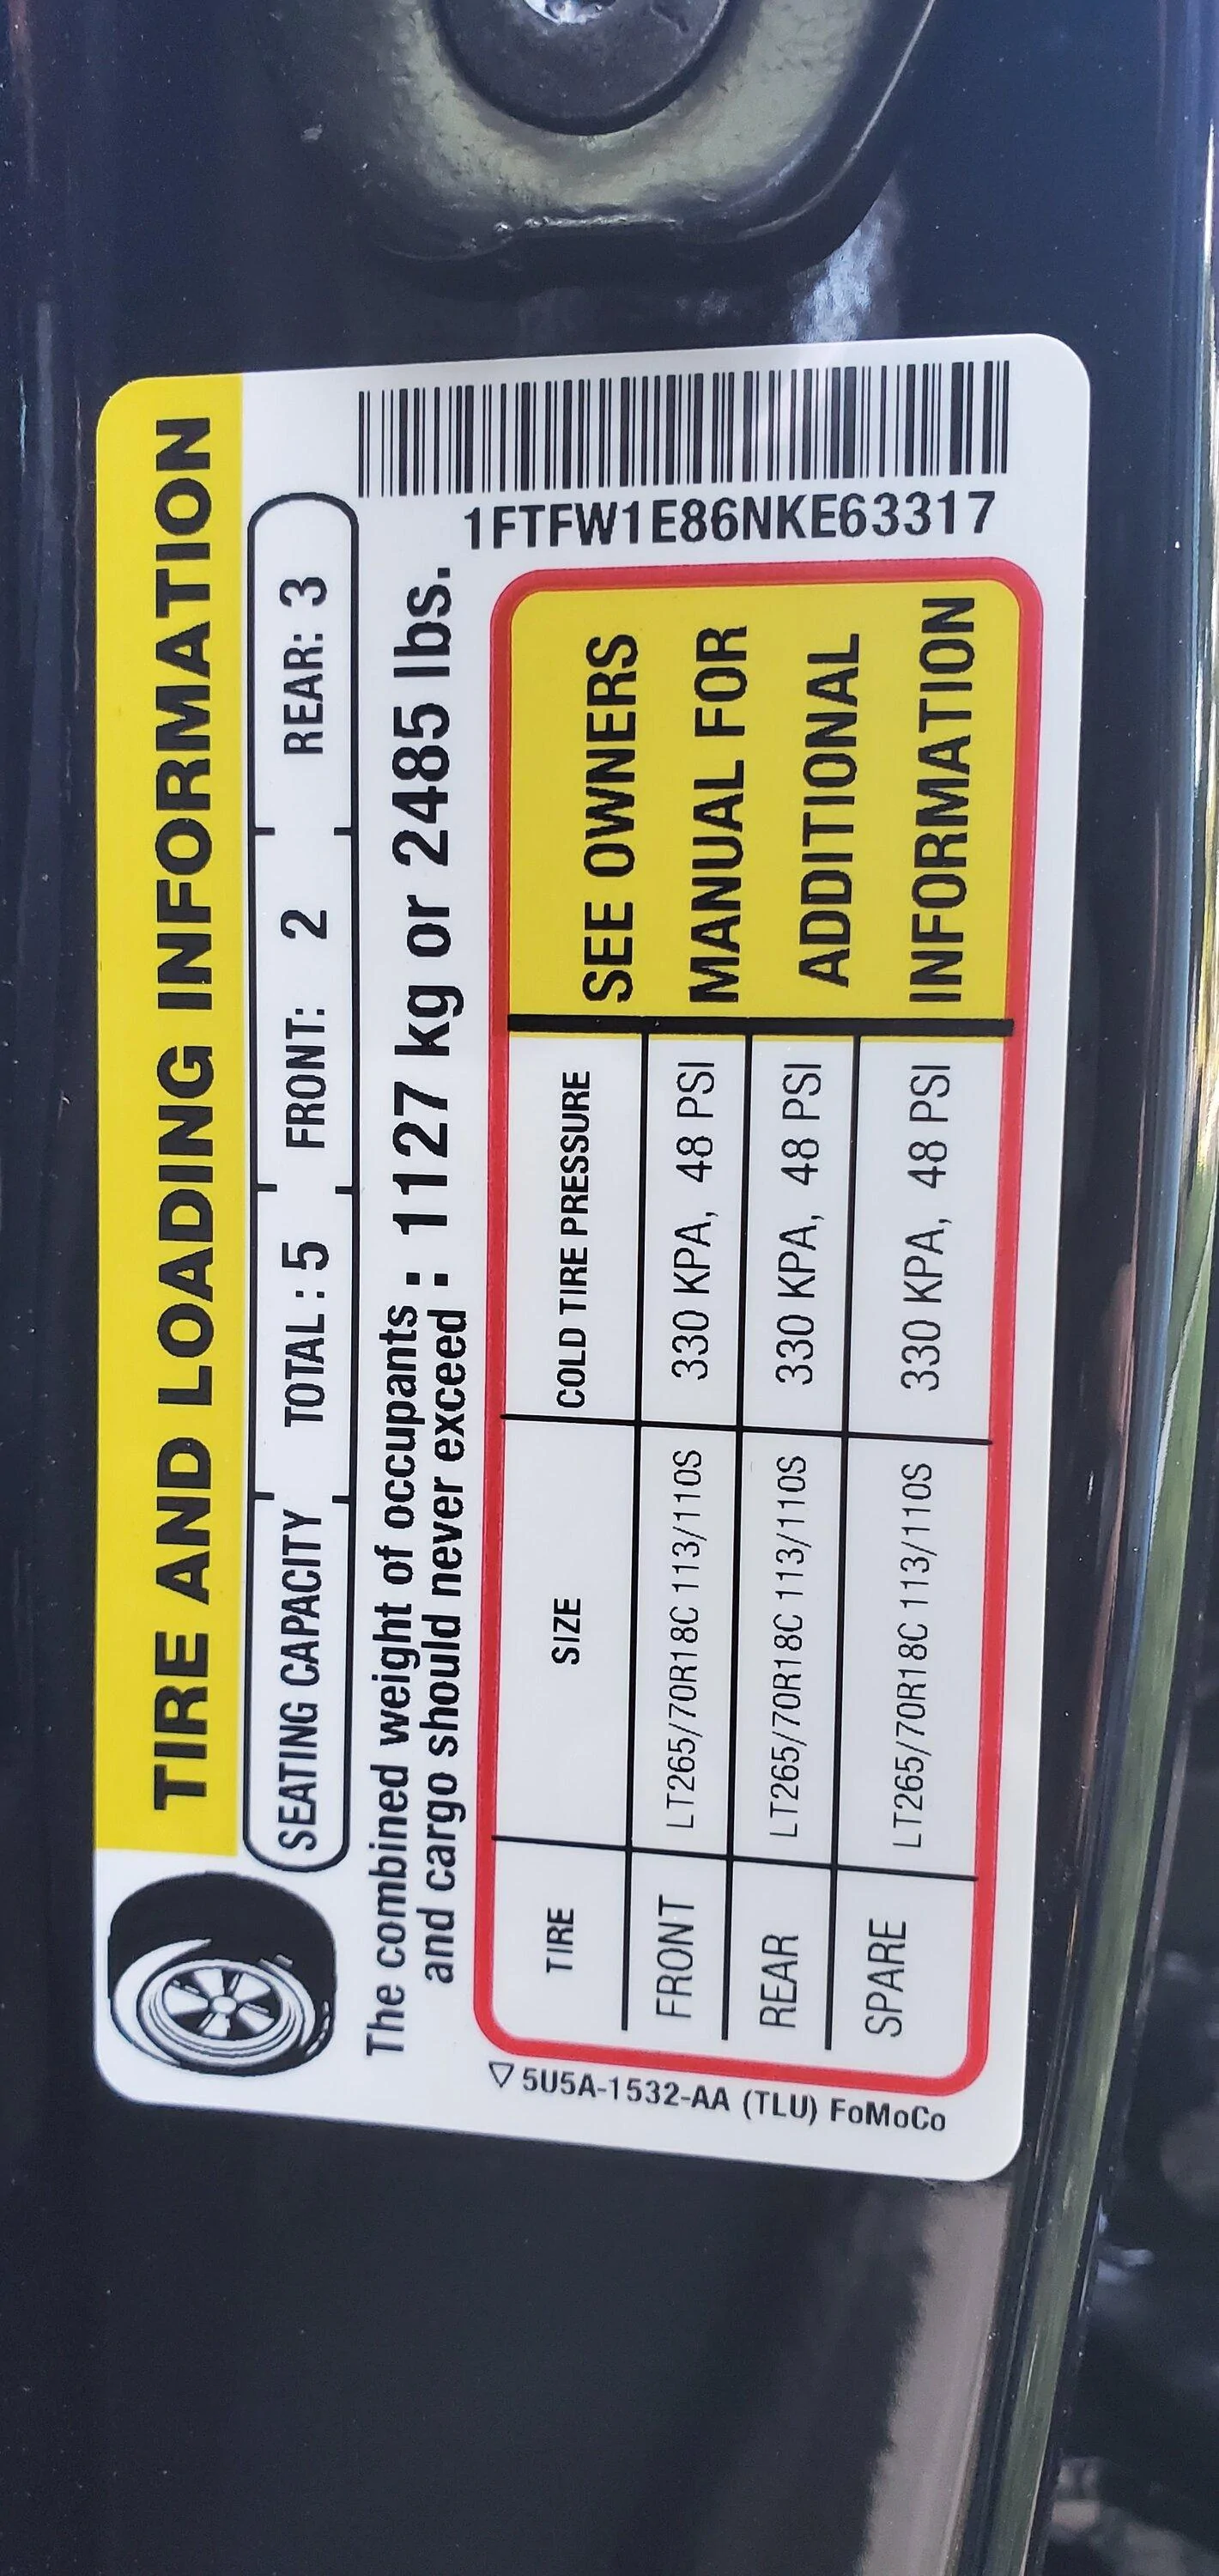 TIRE AND LOADING INFORMATION
SEATING CAPACITY TOTAL : 5 FRONT: 2 REAR: 3
The combined weight of occupants : 1127 kg or 2485 lbs.
and cargo should never exceed :
1FTFW1E86NKE63317
TIRE SIZE COLD TIRE PRESSURE
FRONT LT265/70R18C 113/110S 330 KPA, 48 PSI
REAR LT265/70R18C 113/110S 330 KPA, 48 PSI
SPARE LT265/70R18C 113/110S 330 KPA, 48 PSI
SEE OWNERS
MANUAL FOR
ADDITIONAL
INFORMATION
▽ 5U5A-1532-AA (TLU) FoMoCo